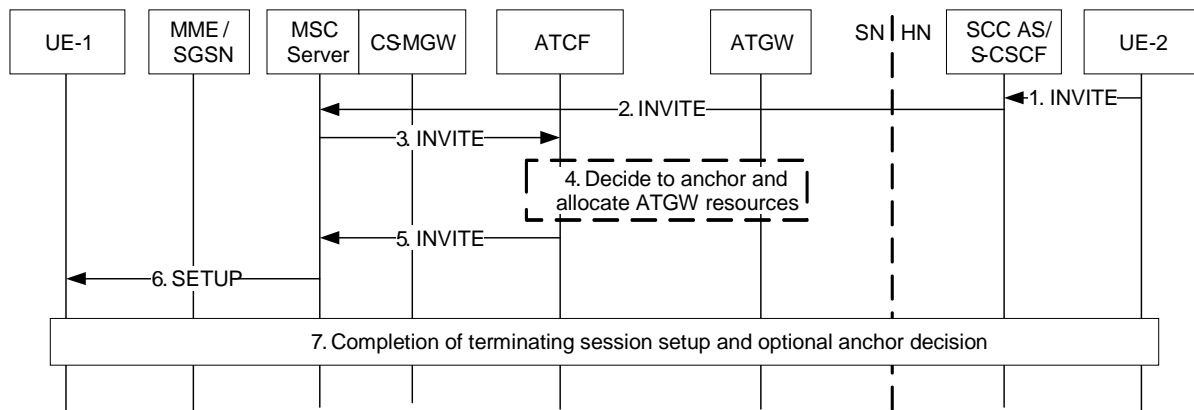 UE-1
MME /
SGSN
MSC
Server
CS-MGW
ATCF
ATGW
SN
HN
SCC AS/
S-CSCF
UE-2
1. INVITE
2. INVITE
3. INVITE
4. Decide to anchor and
allocate ATGW resources
5. INVITE
6. SETUP
7. Completion of terminating session setup and optional anchor decision